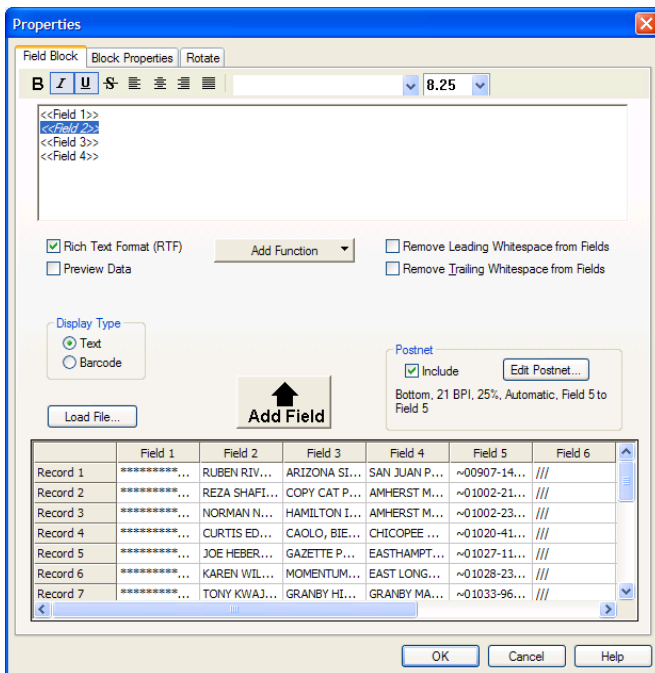 Properties
Field Block Block Properties Rotate
B I U S 8.25
<<Field 1>>
<<Field 2>>
<<Field 3>>
<<Field 4>>
Rich Text Format (RTF) Add Function Remove Leading Whitespace from Fields
Preview Data Remove Trailing Whitespace from Fields
Display Type
Text
Barcode
Postnet
Include Edit Postnet...
Bottom, 21 BPI, 25%, Automatic, Field 5 to
Field 5
Load File... Add Field
Field 1 Field 2 Field 3 Field 4 Field 5 Field 6
Record 1 *********... RUBEN RIV... ARIZONA SI... SAN JUAN P... ~00907-14... ///
Record 2 *********... REZA SHAFI... COPY CAT P... AMHERST M... ~01002-21... ///
Record 3 *********... NORMAN N... HAMILTON I... AMHERST M... ~01002-23... ///
Record 4 *********... CURTIS ED... CAOLO, BIE... CHICOPEE ... ~01020-41... ///
Record 5 *********... JOE HEBER... GAZETTE P... EASTHAMPT... ~01027-11... ///
Record 6 *********... KAREN WIL... MOMENTUM... EAST LONG... ~01028-23... ///
Record 7 *********... TONY KWAJ... GRANBY HI... GRANBY MA... ~01033-96... ///
OK Cancel Help